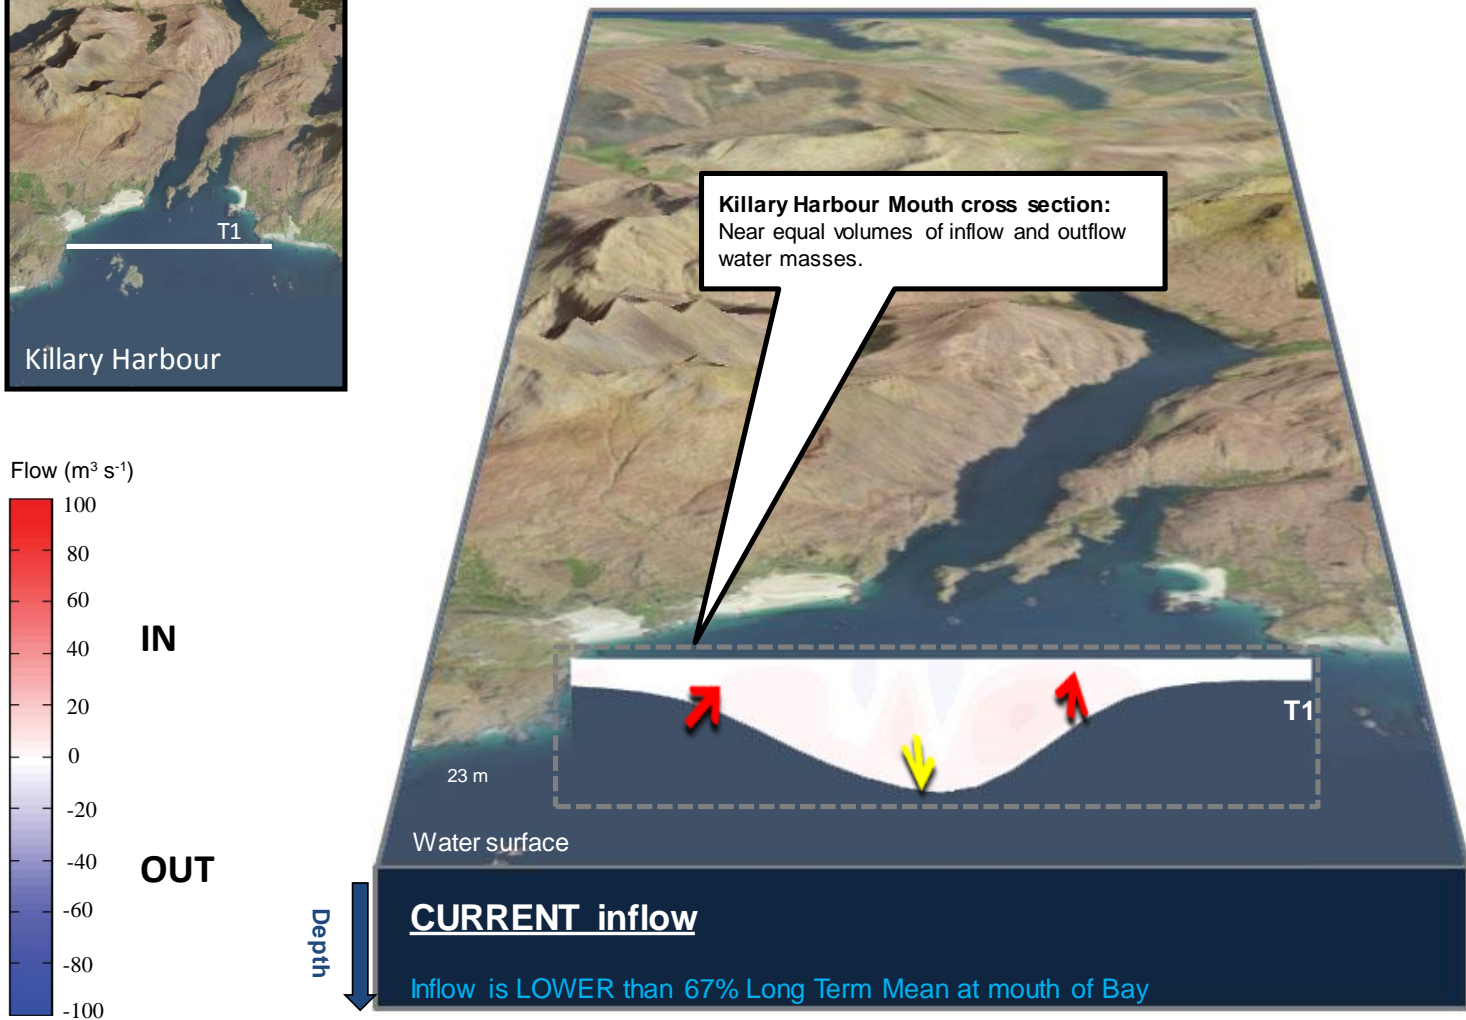 T1
Killary Harbour
Flow (m³ s⁻¹)
100
80
60
40
20
0
-20
-40
-60
-80
-100
IN
OUT
Killary Harbour Mouth cross section:
Near equal volumes of inflow and outflow
water masses.
T1
23 m
Water surface
Depth
CURRENT inflow
Inflow is LOWER than 67% Long Term Mean at mouth of Bay